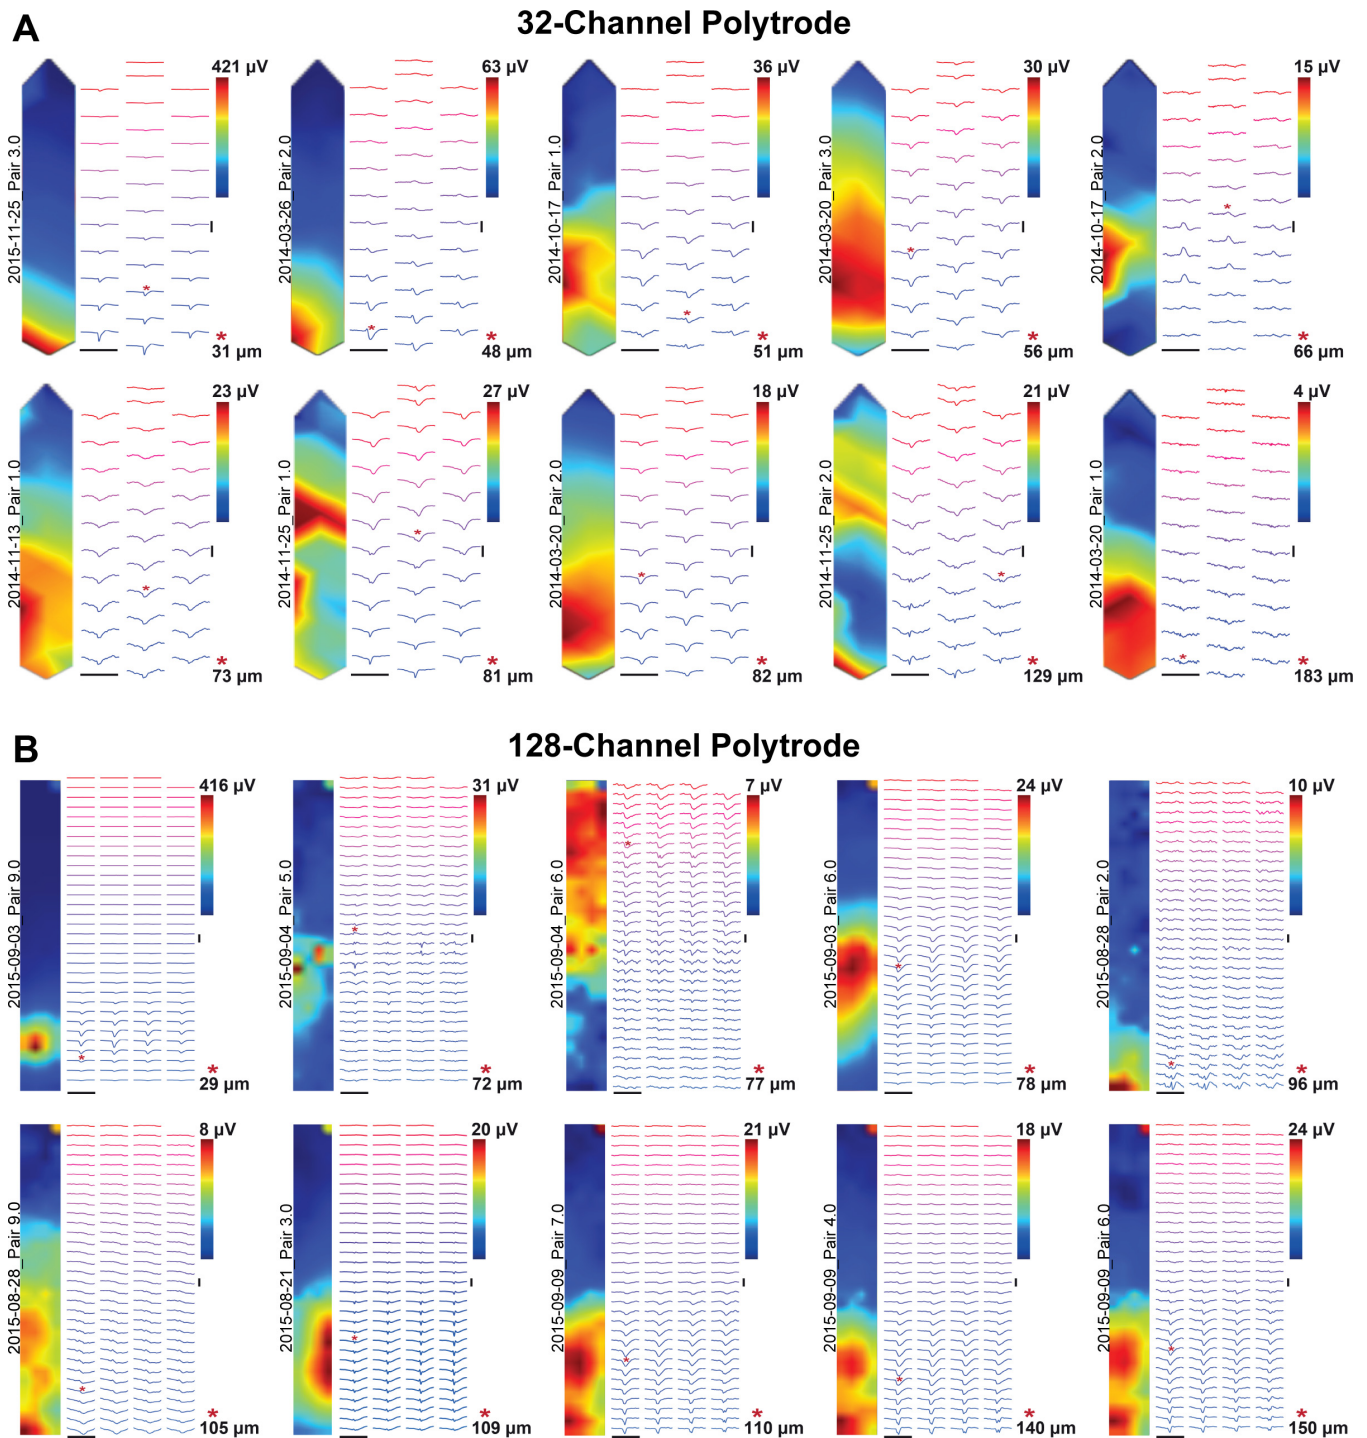 A
32-Channel Polytrode
2015-11-25_Pair 3.0
421 µV
*
31 µm
2014-03-26_Pair 2.0
63 µV
*
48 µm
2014-10-17_Pair 1.0
36 µV
*
51 µm
2014-03-20_Pair 3.0
30 µV
*
56 µm
2014-10-17_Pair 2.0
15 µV
*
66 µm
2014-11-13_Pair 1.0
23 µV
*
73 µm
2014-11-25_Pair 1.0
27 µV
*
81 µm
2014-03-20_Pair 2.0
18 µV
*
82 µm
2014-11-25_Pair 2.0
21 µV
*
129 µm
2014-03-20_Pair 1.0
4 µV
*
183 µm
B
128-Channel Polytrode
2015-09-03_Pair 9.0
416 µV
*
29 µm
2015-09-04_Pair 5.0
31 µV
*
72 µm
2015-09-04_Pair 6.0
7 µV
*
77 µm
2015-09-03_Pair 6.0
24 µV
*
78 µm
2015-08-28_Pair 2.0
10 µV
*
96 µm
2015-08-28_Pair 9.0
8 µV
*
105 µm
2015-08-21_Pair 3.0
20 µV
*
109 µm
2015-09-09_Pair 7.0
21 µV
*
110 µm
2015-09-09_Pair 4.0
18 µV
*
140 µm
2015-09-09_Pair 6.0
24 µV
*
150 µm